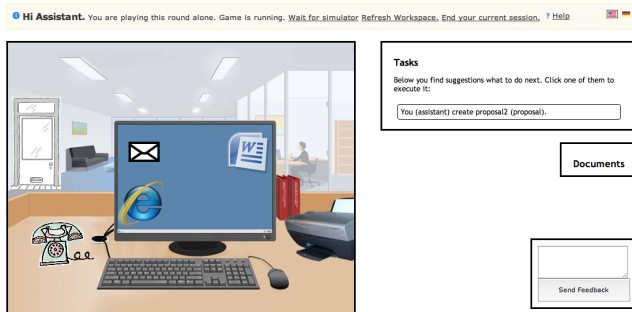 Hi Assistant. You are playing this round alone. Game is running. Wait for simulator Refresh Workspace. End your current session. ? Help
Tasks
Below you find suggestions what to do next. Click one of them to
execute it:
You (assistant) create proposal2 (proposal).
W
Documents
Send Feedback